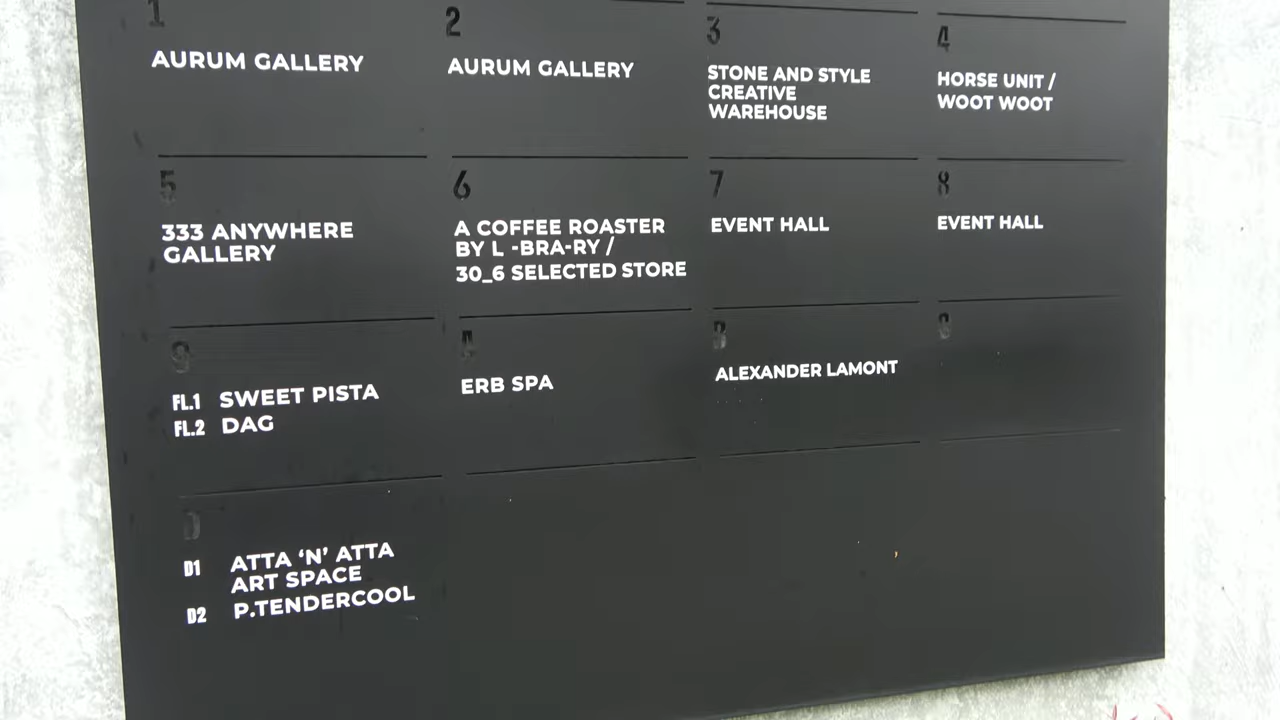 1
AURUM GALLERY
2
AURUM GALLERY
3
STONE AND STYLE
CREATIVE
WAREHOUSE
4
HORSE UNIT /
WOOT WOOT
5
333 ANYWHERE
GALLERY
6
A COFFEE ROASTER
BY L -BRA-RY /
30_6 SELECTED STORE
7
EVENT HALL
8
EVENT HALL
9
FL.1 SWEET PISTA
FL.2 DAG
A
ERB SPA
B
ALEXANDER LAMONT
C
D
D1 ATTA ‘N’ ATTA
ART SPACE
D2 P.TENDERCOOL